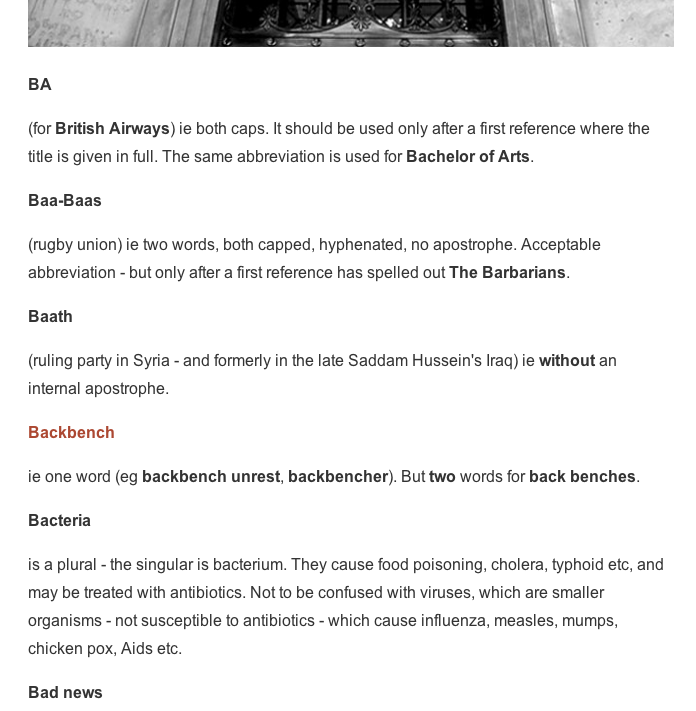 BA
(for British Airways) ie both caps. It should be used only after a first reference where the
title is given in full. The same abbreviation is used for Bachelor of Arts.
Baa-Baas
(rugby union) ie two words, both capped, hyphenated, no apostrophe. Acceptable
abbreviation - but only after a first reference has spelled out The Barbarians.
Baath
(ruling party in Syria - and formerly in the late Saddam Hussein's Iraq) ie without an
internal apostrophe.
Backbench
ie one word (eg backbench unrest, backbencher). But two words for back benches.
Bacteria
is a plural - the singular is bacterium. They cause food poisoning, cholera, typhoid etc, and
may be treated with antibiotics. Not to be confused with viruses, which are smaller
organisms - not susceptible to antibiotics - which cause influenza, measles, mumps,
chicken pox, Aids etc.
Bad news